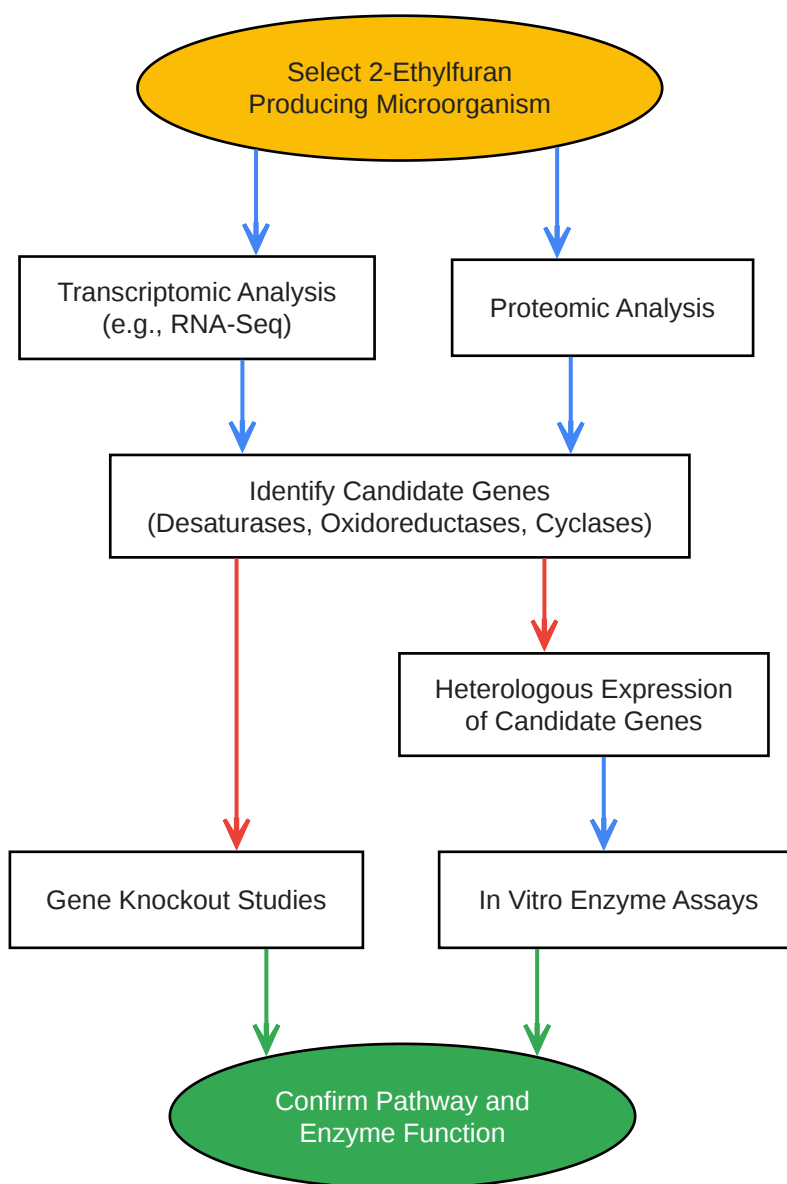 Select 2-Ethylfuran
Producing Microorganism
Transcriptomic Analysis
(e.g., RNA-Seq)
Proteomic Analysis
Identify Candidate Genes
(Desaturases, Oxidoreductases, Cyclases)
Heterologous Expression
of Candidate Genes
Gene Knockout Studies
In Vitro Enzyme Assays
Confirm Pathway and
Enzyme Function